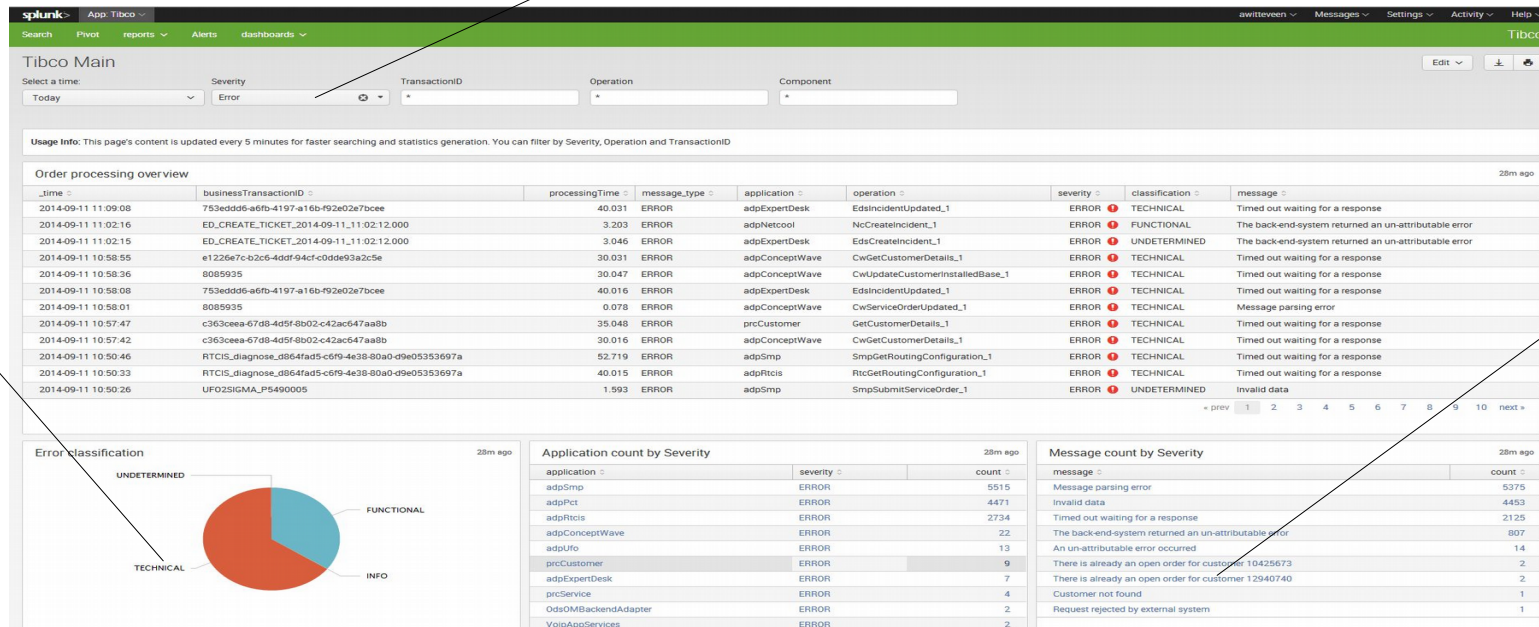 splunk> App: Tibco awitteveen Messages Settings Activity Help
Search Pivot reports Alerts dashboards Tibco
Tibco Main Edit
Select a time: Severity TransactionID Operation Component
Today Error * * *
Usage Info: This page's content is updated every 5 minutes for faster searching and statistics generation. You can filter by Severity, Operation and TransactionID
Order processing overview 28m ago
_time businessTransactionID processingTime message_type application operation severity classification message
2014-09-11 11:09:08 753eddd6-a6fb-4197-a16b-f92e02e7bcee 40.031 ERROR adpExpertDesk EdsIncidentUpdated_1 ERROR TECHNICAL Timed out waiting for a response
2014-09-11 11:02:16 ED_CREATE_TICKET_2014-09-11_11:02:12.000 3.203 ERROR adpNetcool NcCreateIncident_1 ERROR FUNCTIONAL The back-end-system returned an un-attributable error
2014-09-11 11:02:15 ED_CREATE_TICKET_2014-09-11_11:02:12.000 3.046 ERROR adpExpertDesk EdsCreateIncident_1 ERROR UNDETERMINED The back-end-system returned an un-attributable error
2014-09-11 10:58:55 e1226e7c-b2c6-4ddf-94cf-c0dde93a2c5e 30.031 ERROR adpConceptWave CwGetCustomerDetails_1 ERROR TECHNICAL Timed out waiting for a response
2014-09-11 10:58:36 8085935 30.047 ERROR adpConceptWave CwUpdateCustomerInstalledBase_1 ERROR TECHNICAL Timed out waiting for a response
2014-09-11 10:58:08 753eddd6-a6fb-4197-a16b-f92e02e7bcee 40.016 ERROR adpExpertDesk EdsIncidentUpdated_1 ERROR TECHNICAL Timed out waiting for a response
2014-09-11 10:58:01 8085935 0.078 ERROR adpConceptWave CwServiceOrderUpdated_1 ERROR TECHNICAL Message parsing error
2014-09-11 10:57:47 c363ceea-67d8-4d5f-8b02-c42ac647aa8b 35.048 ERROR prcCustomer GetCustomerDetails_1 ERROR TECHNICAL Timed out waiting for a response
2014-09-11 10:57:42 c363ceea-67d8-4d5f-8b02-c42ac647aa8b 30.016 ERROR adpConceptWave CwGetCustomerDetails_1 ERROR TECHNICAL Timed out waiting for a response
2014-09-11 10:50:46 RTCIS_diagnose_d864fad5-c6f9-4e38-80a0-d9e05353697a 52.719 ERROR adpSmp SmpGetRoutingConfiguration_1 ERROR TECHNICAL Timed out waiting for a response
2014-09-11 10:50:33 RTCIS_diagnose_d864fad5-c6f9-4e38-80a0-d9e05353697a 40.015 ERROR adpRtcis RtcGetRoutingConfiguration_1 ERROR TECHNICAL Timed out waiting for a response
2014-09-11 10:50:26 UFO2SIGMA_P5490005 1.593 ERROR adpSmp SmpSubmitServiceOrder_1 ERROR UNDETERMINED Invalid data
« prev 1 2 3 4 5 6 7 8 9 10 next »
Error classification 28m ago
UNDETERMINED
FUNCTIONAL
TECHNICAL
INFO
Application count by Severity 28m ago
application severity count
adpSmp ERROR 5515
adpPct ERROR 4471
adpRtcis ERROR 2734
adpConceptWave ERROR 22
adpUfo ERROR 13
prcCustomer ERROR 9
adpExpertDesk ERROR 7
prcService ERROR 4
OdsOMBackendAdapter ERROR 2
VoipAppServices ERROR 2
Message count by Severity 28m ago
message count
Message parsing error 5375
Invalid data 4453
Timed out waiting for a response 2125
The back-end-system returned an un-attributable error 807
An un-attributable error occurred 14
There is already an open order for customer 10425673 2
There is already an open order for customer 12940740 2
Customer not found 1
Request rejected by external system 1